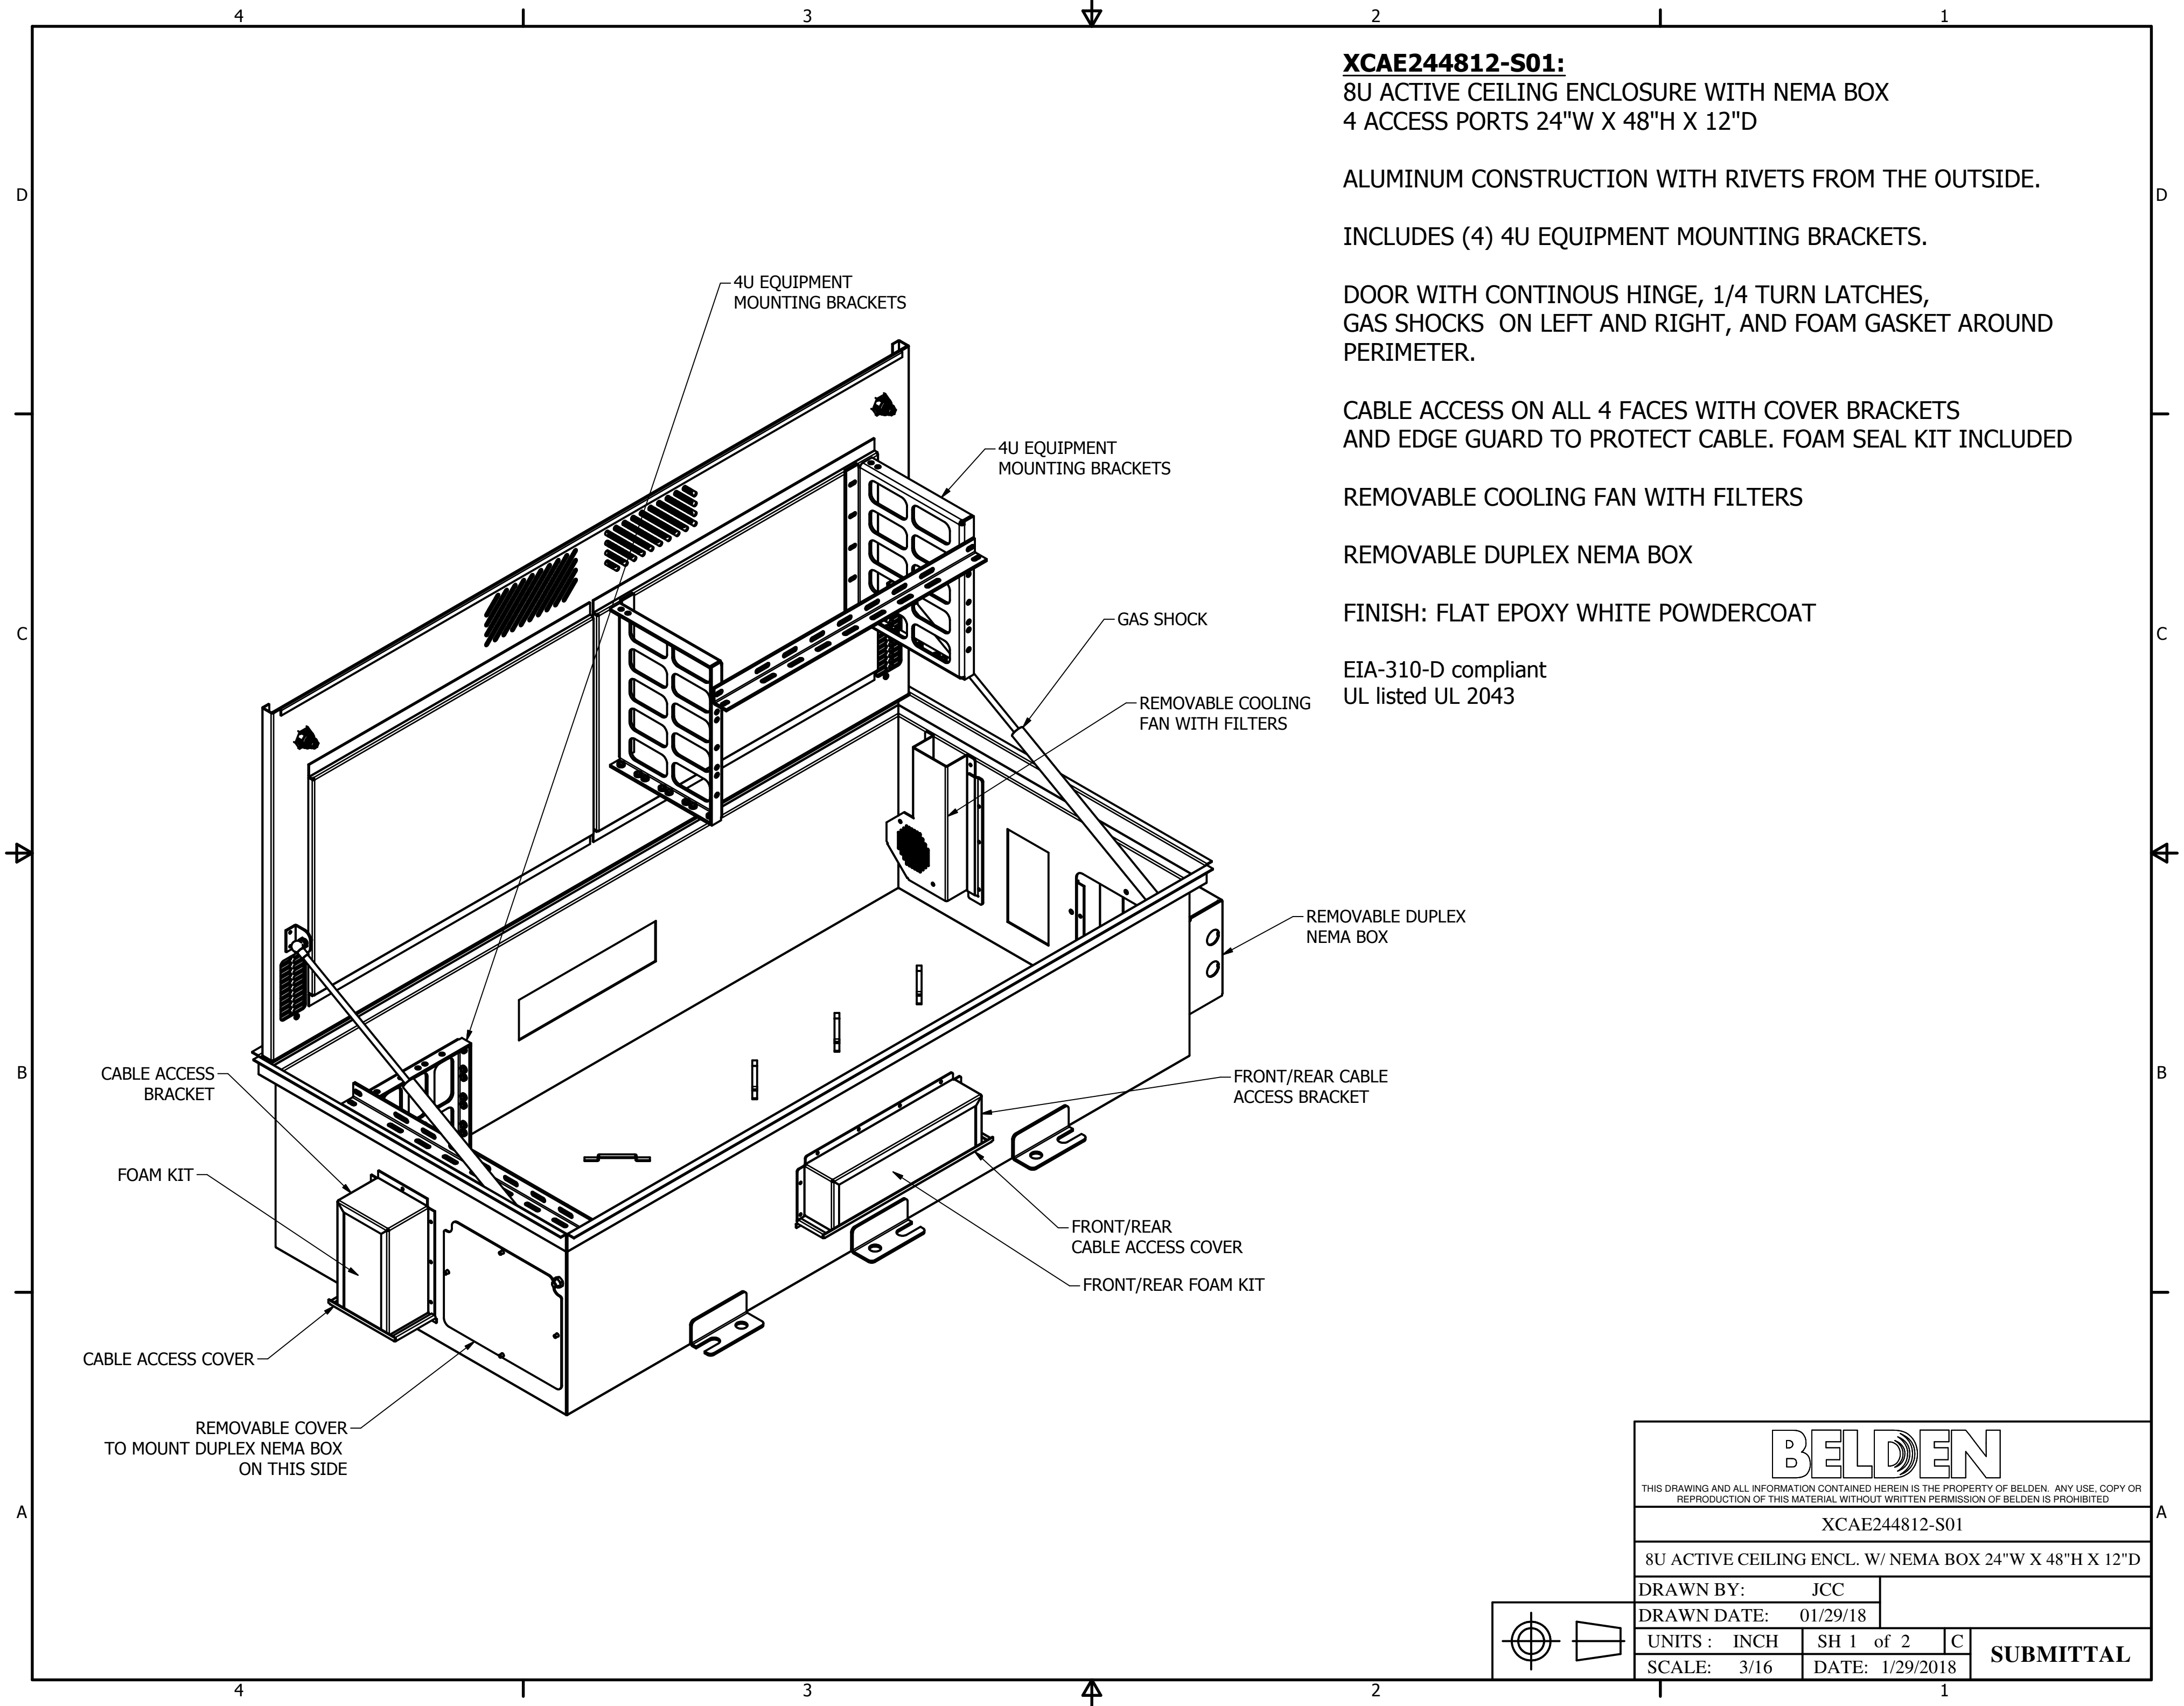 4 3 2 1
XCAE244812-S01:
8U ACTIVE CEILING ENCLOSURE WITH NEMA BOX
4 ACCESS PORTS 24"W X 48"H X 12"D
ALUMINUM CONSTRUCTION WITH RIVETS FROM THE OUTSIDE.
INCLUDES (4) 4U EQUIPMENT MOUNTING BRACKETS.
DOOR WITH CONTINOUS HINGE, 1/4 TURN LATCHES,
GAS SHOCKS ON LEFT AND RIGHT, AND FOAM GASKET AROUND
PERIMETER.
CABLE ACCESS ON ALL 4 FACES WITH COVER BRACKETS
AND EDGE GUARD TO PROTECT CABLE. FOAM SEAL KIT INCLUDED
REMOVABLE COOLING FAN WITH FILTERS
REMOVABLE DUPLEX NEMA BOX
FINISH: FLAT EPOXY WHITE POWDERCOAT
EIA-310-D compliant
UL listed UL 2043
D D
C C
B B
A A
4U EQUIPMENT
MOUNTING BRACKETS
4U EQUIPMENT
MOUNTING BRACKETS
GAS SHOCK
REMOVABLE COOLING
FAN WITH FILTERS
REMOVABLE DUPLEX
NEMA BOX
CABLE ACCESS
BRACKET
FRONT/REAR CABLE
ACCESS BRACKET
FOAM KIT
FRONT/REAR
CABLE ACCESS COVER
FRONT/REAR FOAM KIT
CABLE ACCESS COVER
REMOVABLE COVER
TO MOUNT DUPLEX NEMA BOX
ON THIS SIDE
BELDEN
THIS DRAWING AND ALL INFORMATION CONTAINED HEREIN IS THE PROPERTY OF BELDEN. ANY USE, COPY OR
REPRODUCTION OF THIS MATERIAL WITHOUT WRITTEN PERMISSION OF BELDEN IS PROHIBITED
XCAE244812-S01
8U ACTIVE CEILING ENCL. W/ NEMA BOX 24"W X 48"H X 12"D
DRAWN BY: JCC
DRAWN DATE: 01/29/18
UNITS : INCH SH 1 of 2 C
SCALE: 3/16 DATE: 1/29/2018
SUBMITTAL
4 3 2 1